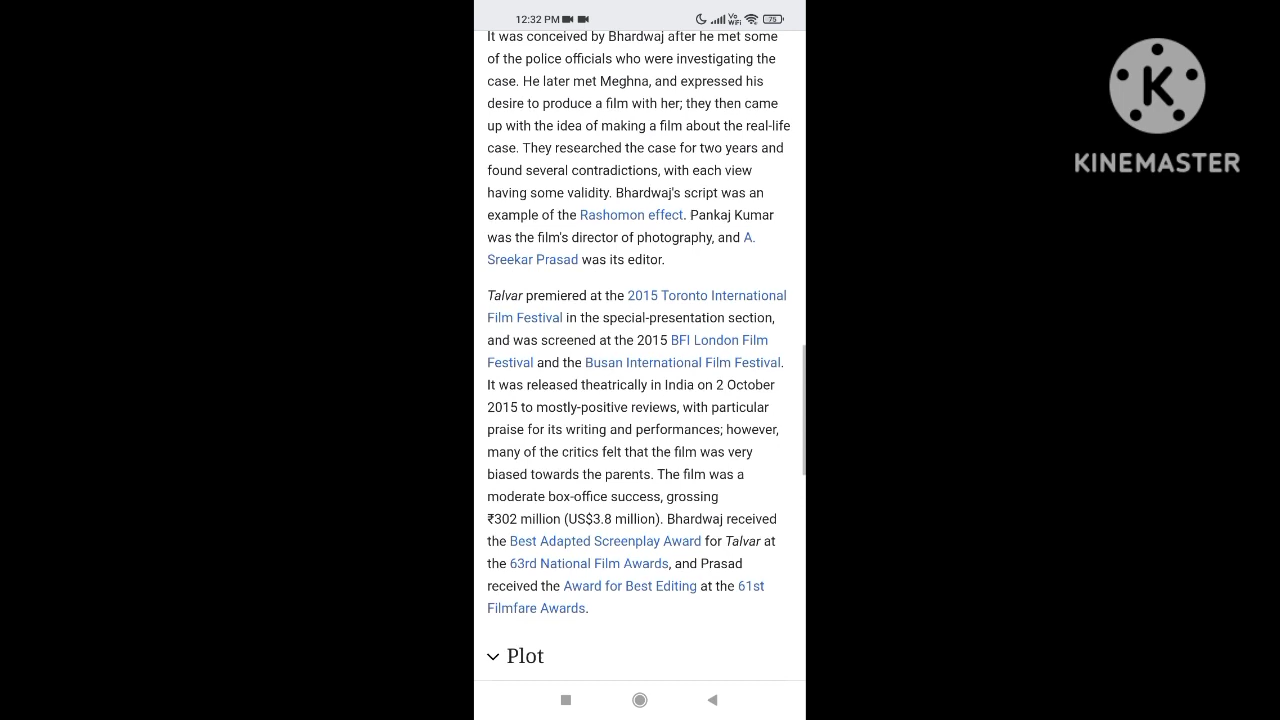 12:32 PM
Vo
WiFi
75
It was conceived by Bhardwaj after he met some
of the police officials who were investigating the
case. He later met Meghna, and expressed his
desire to produce a film with her; they then came
up with the idea of making a film about the real-life
case. They researched the case for two years and
found several contradictions, with each view
having some validity. Bhardwaj's script was an
example of the Rashomon effect. Pankaj Kumar
was the film's director of photography, and A.
Sreekar Prasad was its editor.
Talvar premiered at the 2015 Toronto International
Film Festival in the special-presentation section,
and was screened at the 2015 BFI London Film
Festival and the Busan International Film Festival.
It was released theatrically in India on 2 October
2015 to mostly-positive reviews, with particular
praise for its writing and performances; however,
many of the critics felt that the film was very
biased towards the parents. The film was a
moderate box-office success, grossing
₹302 million (US$3.8 million). Bhardwaj received
the Best Adapted Screenplay Award for Talvar at
the 63rd National Film Awards, and Prasad
received the Award for Best Editing at the 61st
Filmfare Awards.
Plot
K
KINEMASTER